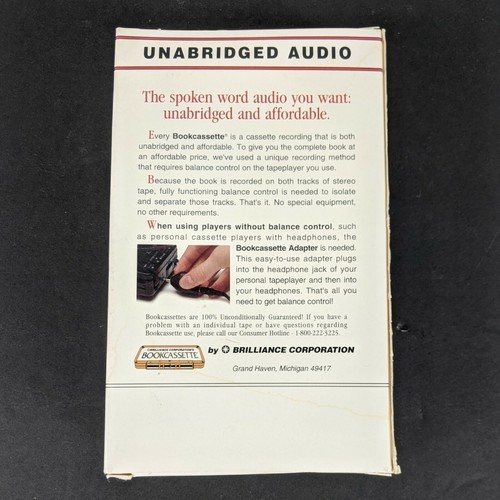 UNABRIDGED AUDIO
The spoken word audio you want:
unabridged and affordable.
Every Bookcassette® is a cassette recording that is both
unabridged and affordable. To give you the complete book at
an affordable price, we've used a unique recording method
that requires balance control on the tapeplayer you use.
Because the book is recorded on both tracks of stereo
tape, fully functioning balance control is needed to isolate
and separate those tracks. That's it. No special equipment,
no other requirements.
When using players without balance control, such
as personal cassette players with headphones, the
Bookcassette Adapter is needed.
This easy-to-use adapter plugs
into the headphone jack of your
personal tapeplayer and then into
your headphones. That's all you
need to get balance control!
Bookcassettes are 100% Unconditionally Guaranteed! If you have a
problem with an individual tape or have questions regarding
Bookcassette use, please call our Consumer Hotline - 1-800-222-3225.
BRILLIANCE CORPORATION'S
BOOKCASSETTE
by BRILLIANCE CORPORATION
Grand Haven, Michigan 49417